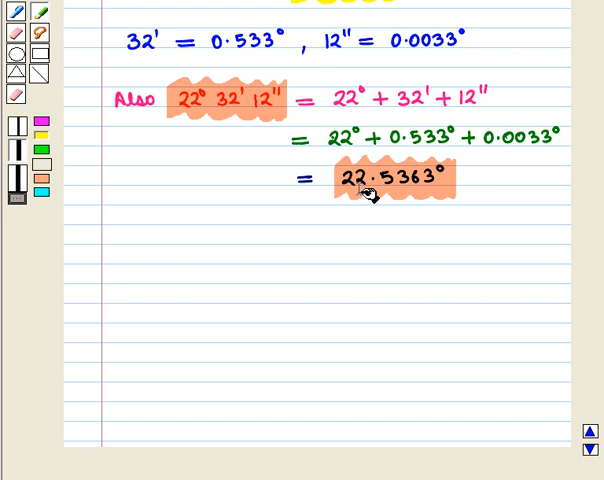 32' = 0.533° , 12" = 0.0033°
Also 22° 32' 12" = 22° + 32' + 12"
= 22° + 0.533° + 0.0033°
= 22.5363°